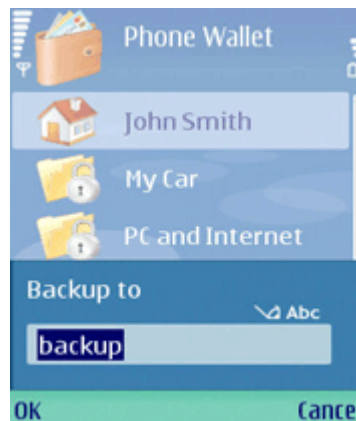 Phone Wallet
John Smith
My Car
PC and Internet
Backup to
Abc
backup
OK Cance